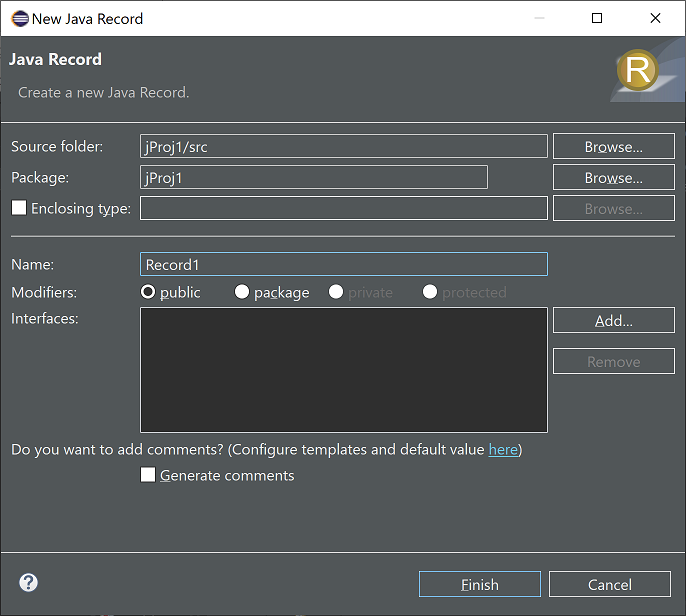 New Java Record
Java Record
Create a new Java Record.
R
Source folder: jProj1/src Browse...
Package: jProj1 Browse...
Enclosing type: Browse...
Name: Record1
Modifiers: public package private protected
Interfaces: Add...
Remove
Do you want to add comments? (Configure templates and default value here)
Generate comments
? Finish Cancel